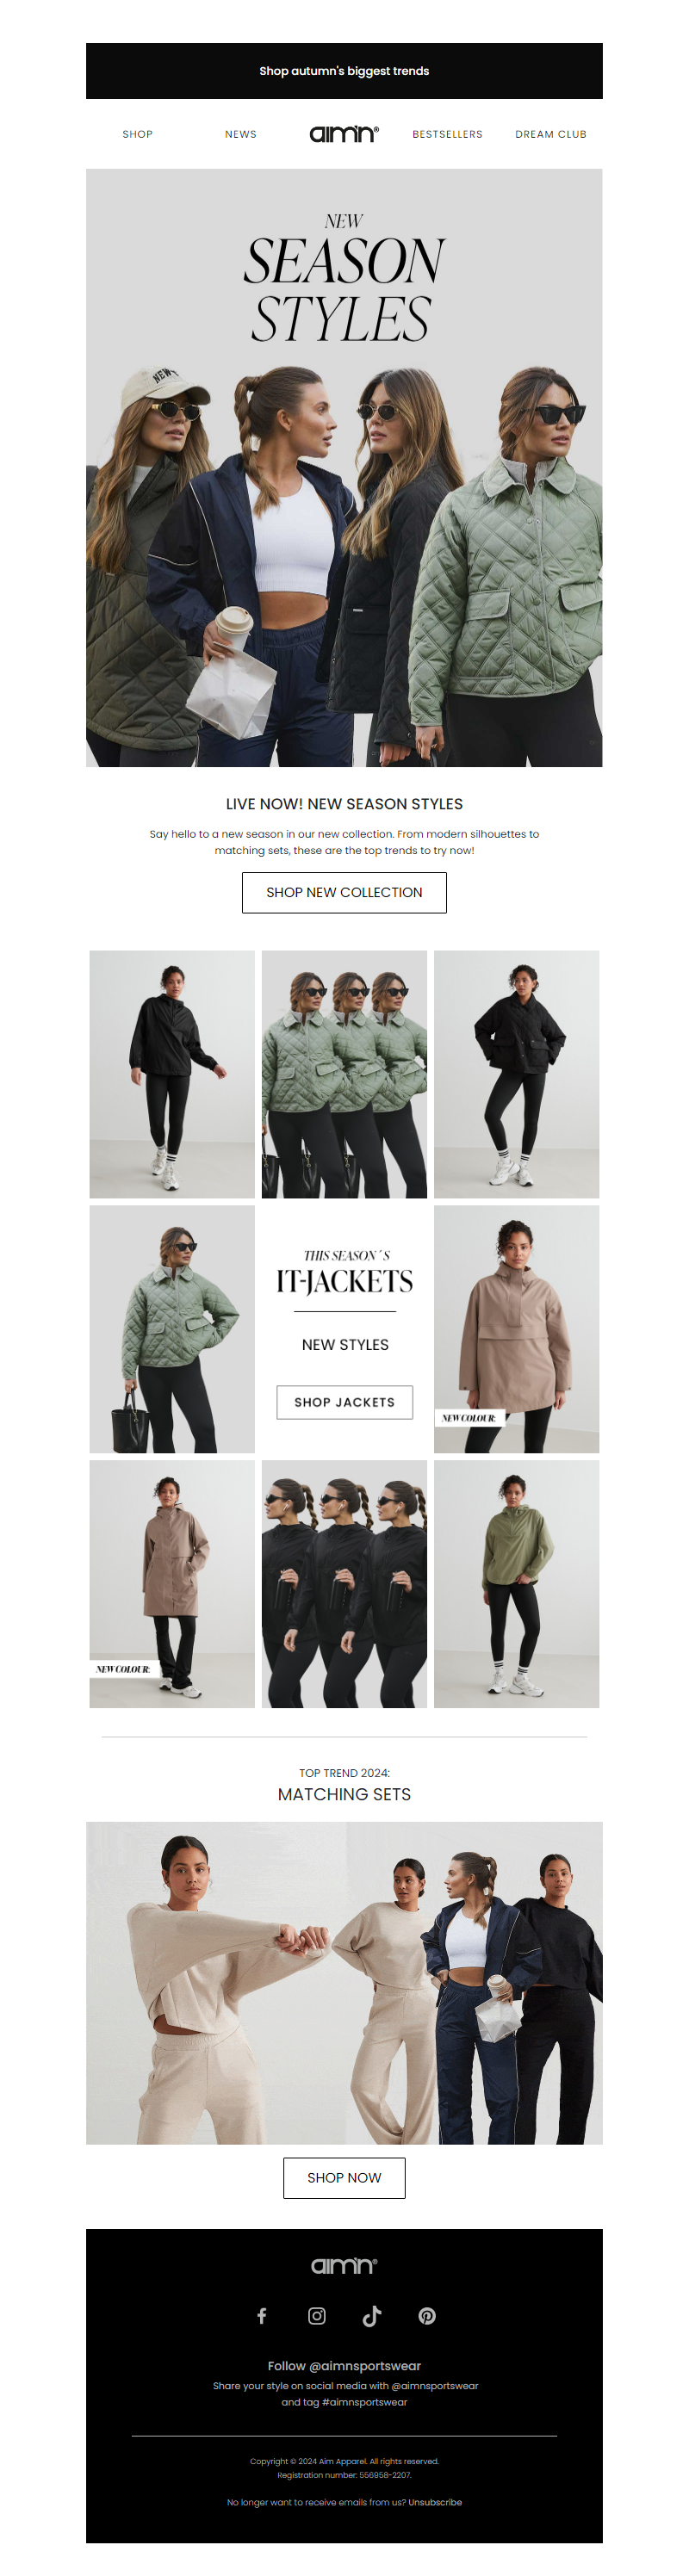 Shop autumn's biggest trends
SHOP NEWS aim'n® BESTSELLERS DREAM CLUB
NEW
SEASON
STYLES
NEW Y
LIVE NOW! NEW SEASON STYLES
Say hello to a new season in our new collection. From modern silhouettes to
matching sets, these are the top trends to try now!
SHOP NEW COLLECTION
THIS SEASON´S
IT-JACKETS
NEW STYLES
SHOP JACKETS
NEW COLOUR:
NEW COLOUR:
TOP TREND 2024:
MATCHING SETS
SHOP NOW
aim'n®
Follow @aimnsportswear
Share your style on social media with @aimnsportswear
and tag #aimnsportswear
Copyright © 2024 Aim Apparel. All rights reserved.
Registration number: 556958-2207.
No longer want to receive emails from us? Unsubscribe